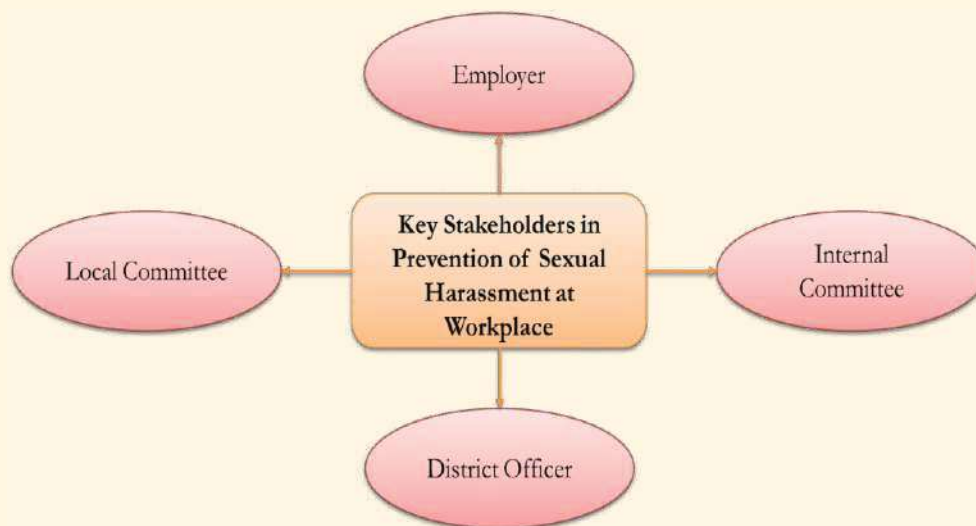 Employer
Key Stakeholders in
Prevention of Sexual
Harassment at
Workplace
Local Committee
Internal
Committee
District Officer